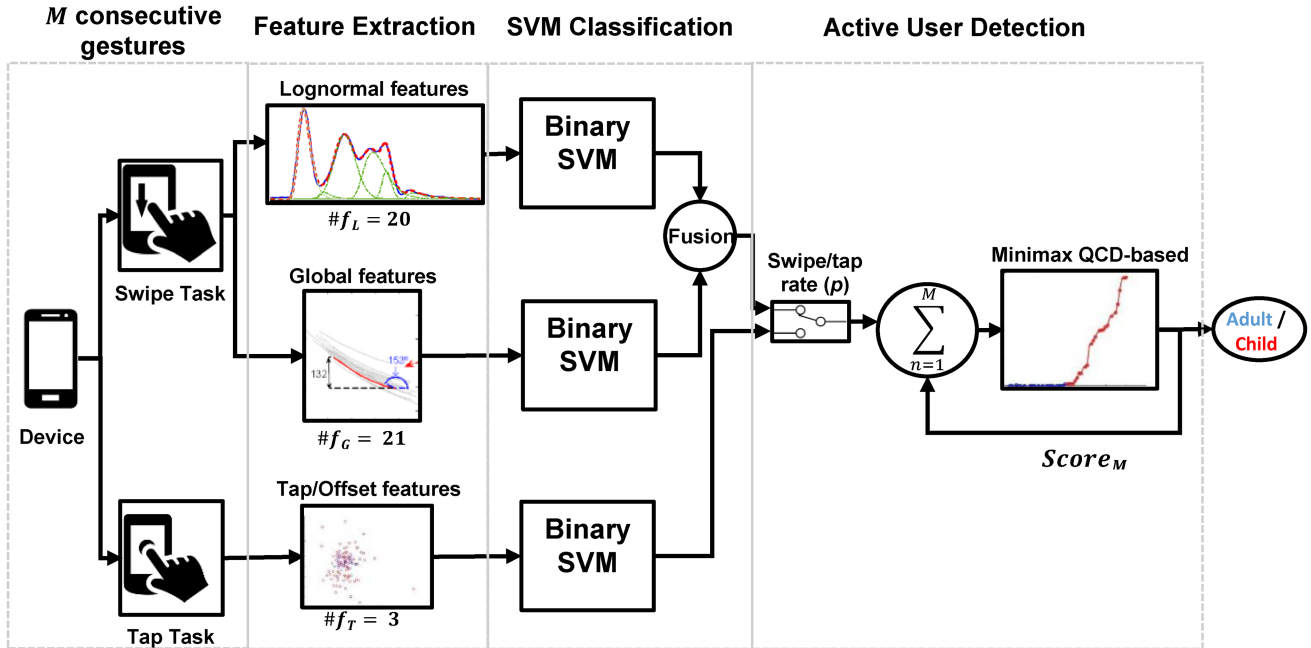 M consecutive
gestures
Feature Extraction
SVM Classification
Active User Detection
Lognormal features
#f_L = 20
Binary
SVM
Swipe Task
Fusion
Global features
153º
132
#f_G = 21
Binary
SVM
Swipe/tap
rate (p)
M
∑
n=1
Minimax QCD-based
Adult /
Child
Score_M
Device
Tap/Offset features
#f_T = 3
Binary
SVM
Tap Task